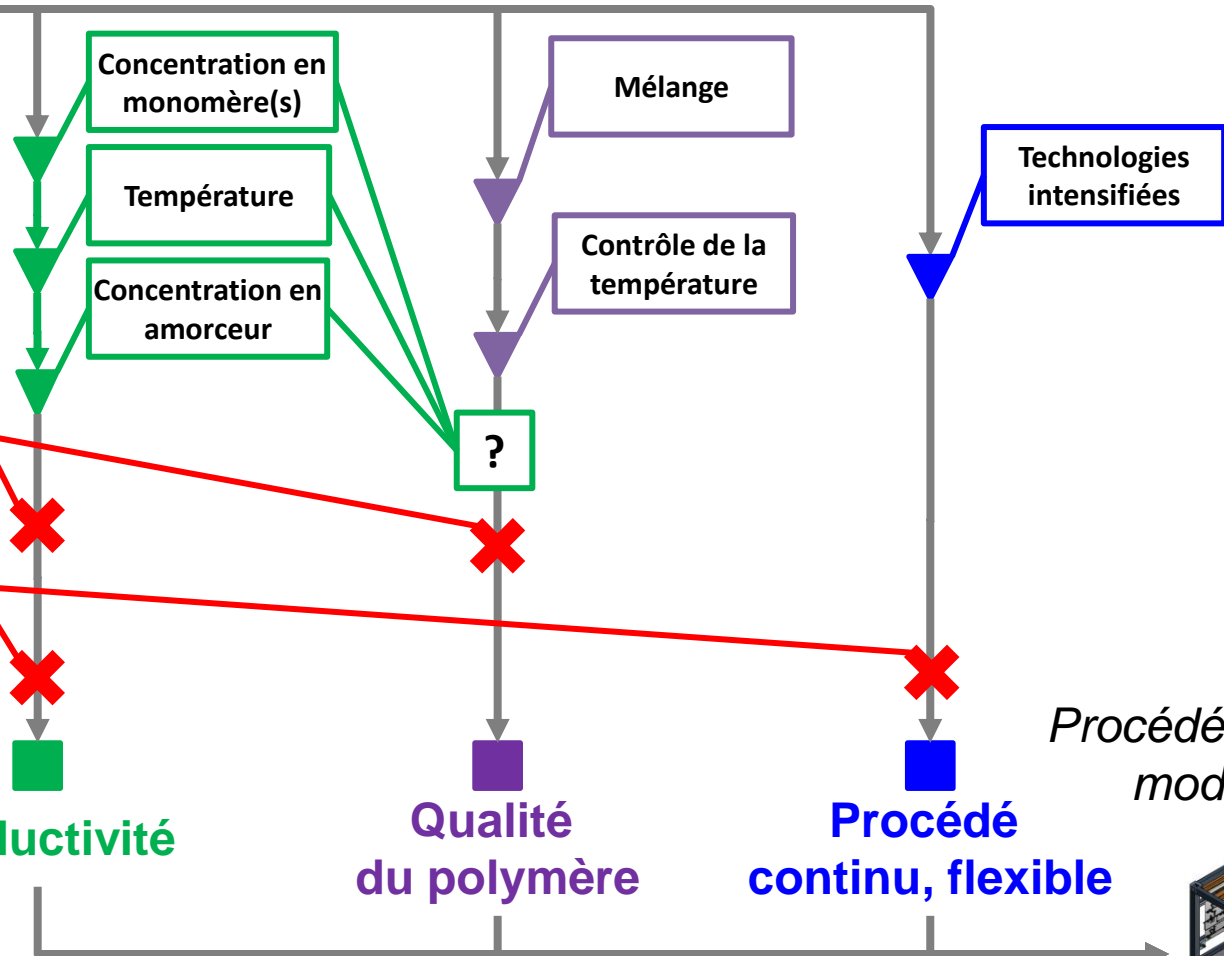 Concentration en
monomère(s)
Température
Concentration en
amorceur
Mélange
Contrôle de la
température
Technologies
intensifiées
?
Procédé
mod
uctivité
Qualité
du polymère
Procédé
continu, flexible